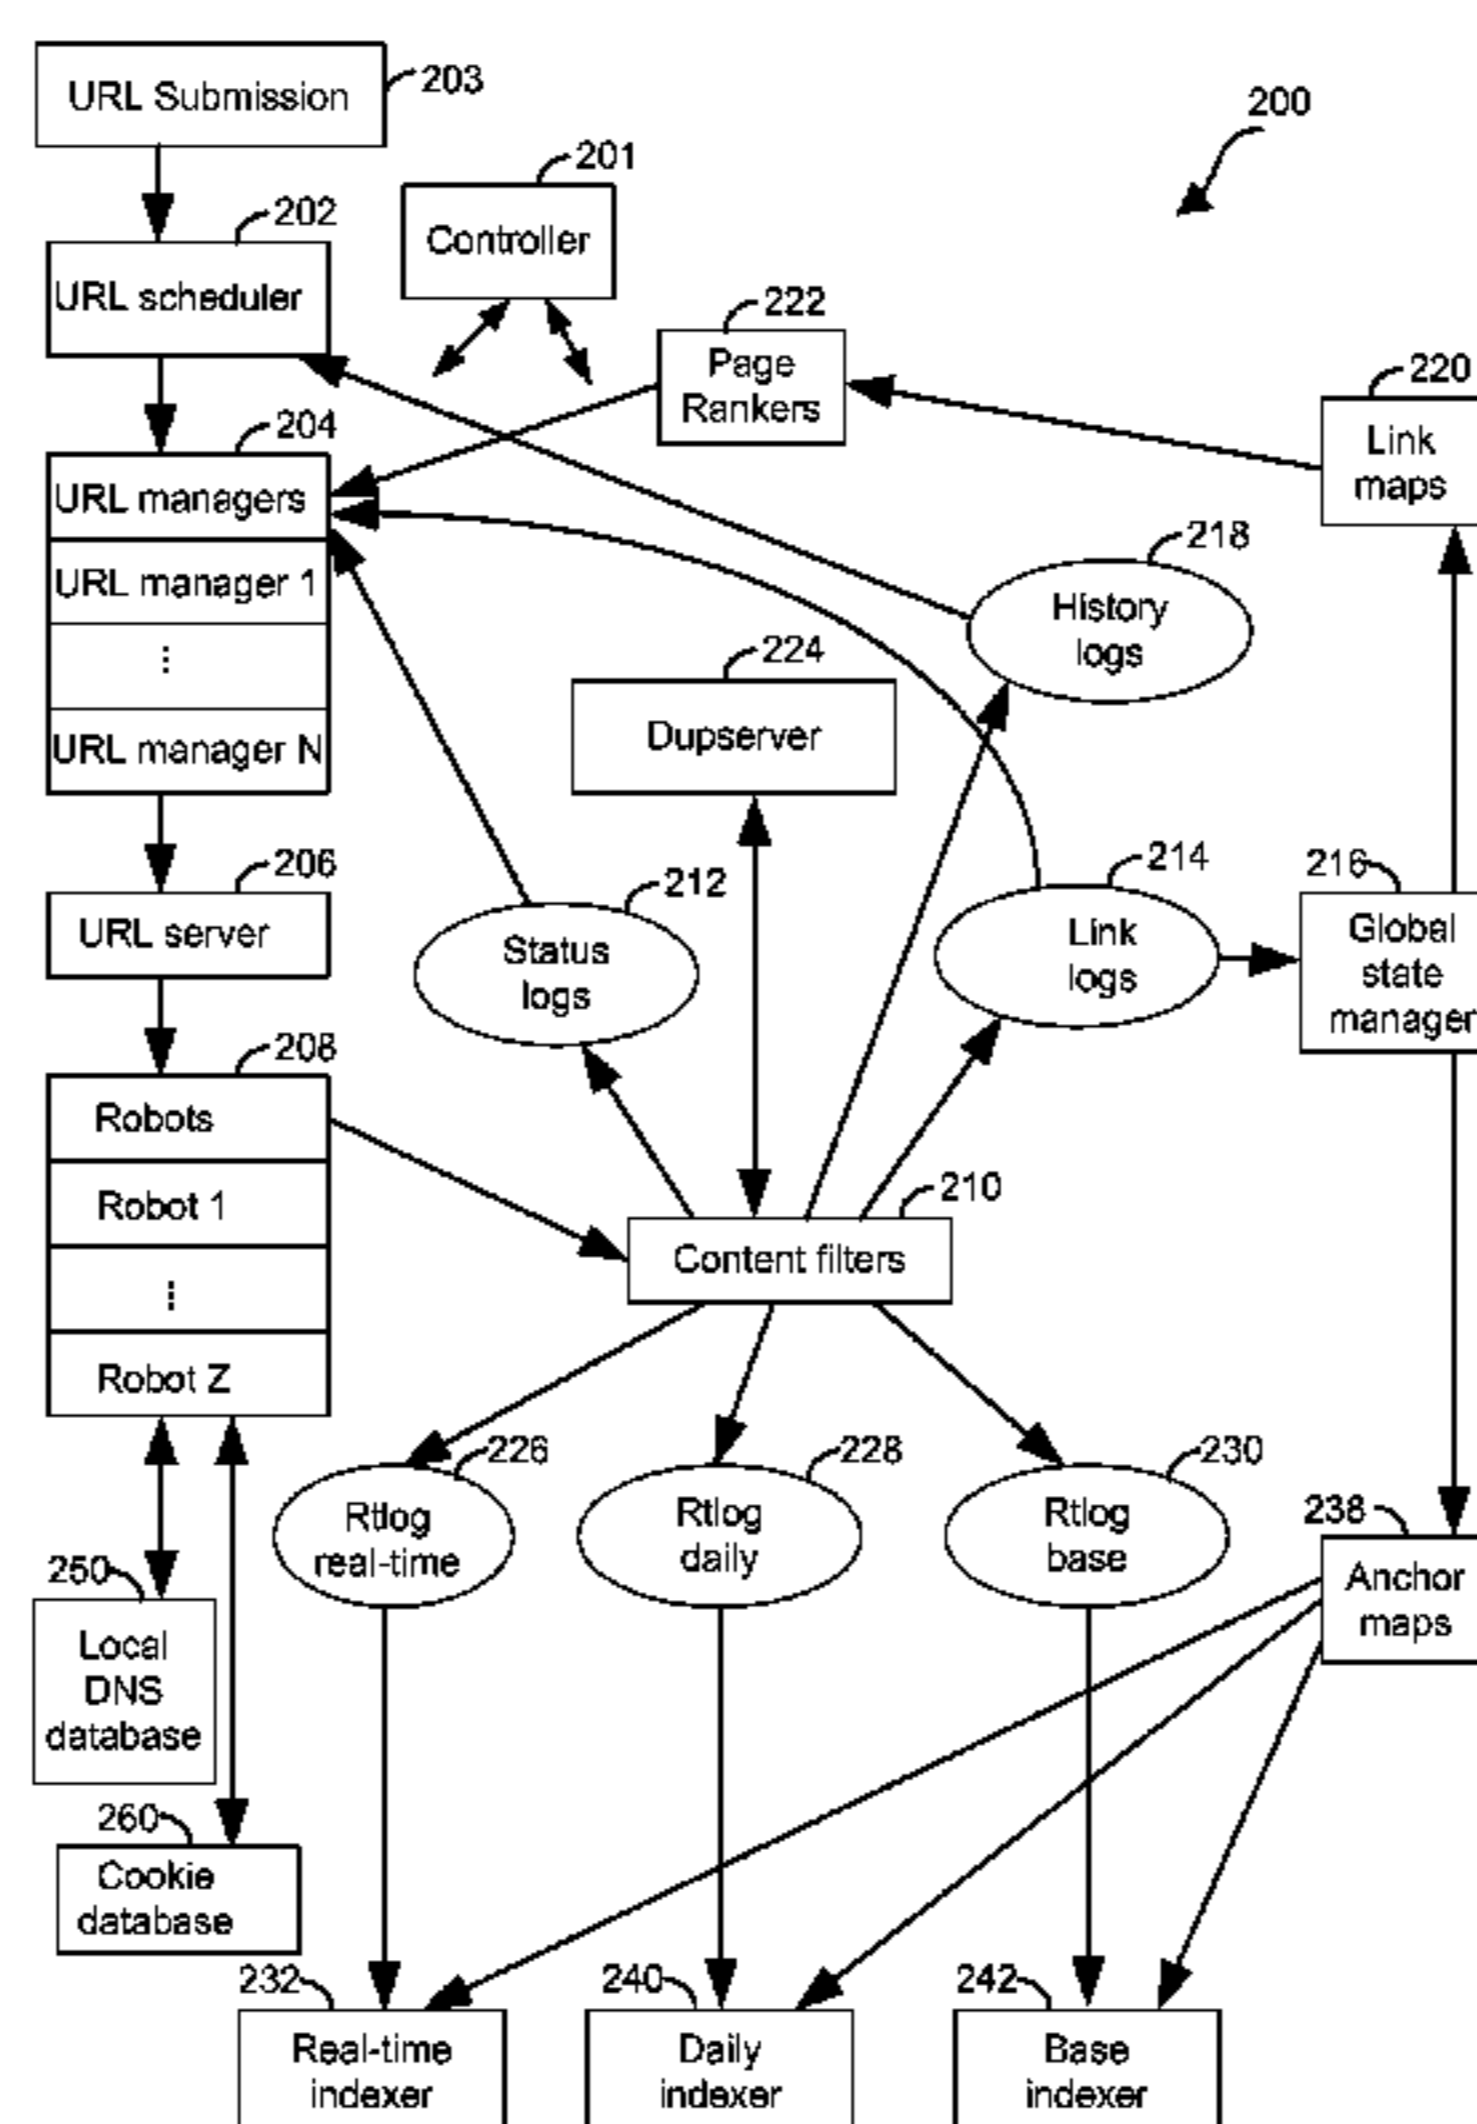 URL Submission
203
200
201
Controller
202
URL scheduler
222
Page
Rankers
220
Link
maps
204
URL managers
URL manager 1
⋮
URL manager N
218
History
logs
224
Dupserver
206
URL server
212
Status
logs
214
Link
logs
216
Global
state
manager
208
Robots
Robot 1
⋮
Robot Z
210
Content filters
226
Rtlog
real-time
228
Rtlog
daily
230
Rtlog
base
238
Anchor
maps
250
Local
DNS
database
260
Cookie
database
232
Real-time
indexer
240
Daily
indexer
242
Base
indexer